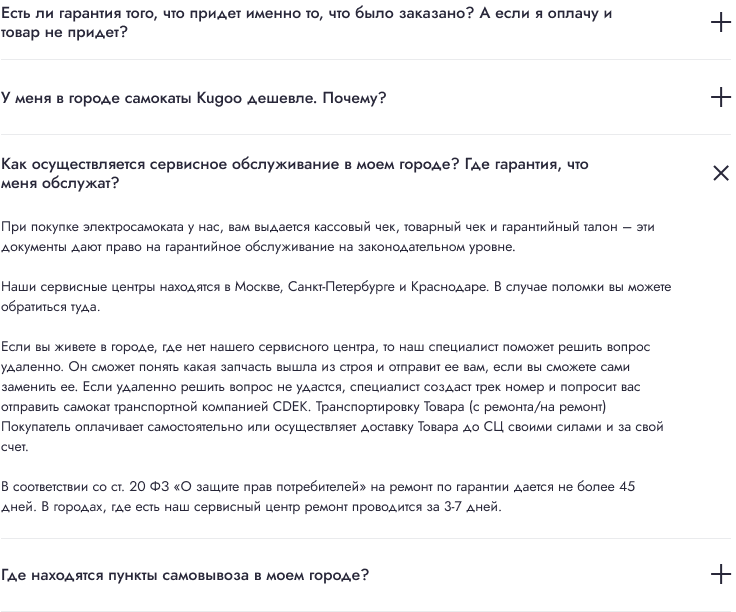 Есть ли гарантия того, что придет именно то, что было заказано? А если я оплачу и
товар не придет?
У меня в городе самокаты Kugoo дешевле. Почему?
Как осуществляется сервисное обслуживание в моем городе? Где гарантия, что
меня обслужат?
При покупке электросамоката у нас, вам выдается кассовый чек, товарный чек и гарантийный талон – эти
документы дают право на гарантийное обслуживание на законодательном уровне.
Наши сервисные центры находятся в Москве, Санкт-Петербурге и Краснодаре. В случае поломки вы можете
обратиться туда.
Если вы живете в городе, где нет нашего сервисного центра, то наш специалист поможет решить вопрос
удаленно. Он сможет понять какая запчасть вышла из строя и отправит ее вам, если вы сможете сами
заменить ее. Если удаленно решить вопрос не удастся, специалист создаст трек номер и попросит вас
отправить самокат транспортной компанией CDEK. Транспортировку Товара (с ремонта/на ремонт)
Покупатель оплачивает самостоятельно или осуществляет доставку Товара до СЦ своими силами и за свой
счет.
В соответствии со ст. 20 ФЗ «О защите прав потребителей» на ремонт по гарантии дается не более 45
дней. В городах, где есть наш сервисный центр ремонт проводится за 3-7 дней.
Где находятся пункты самовывоза в моем городе?